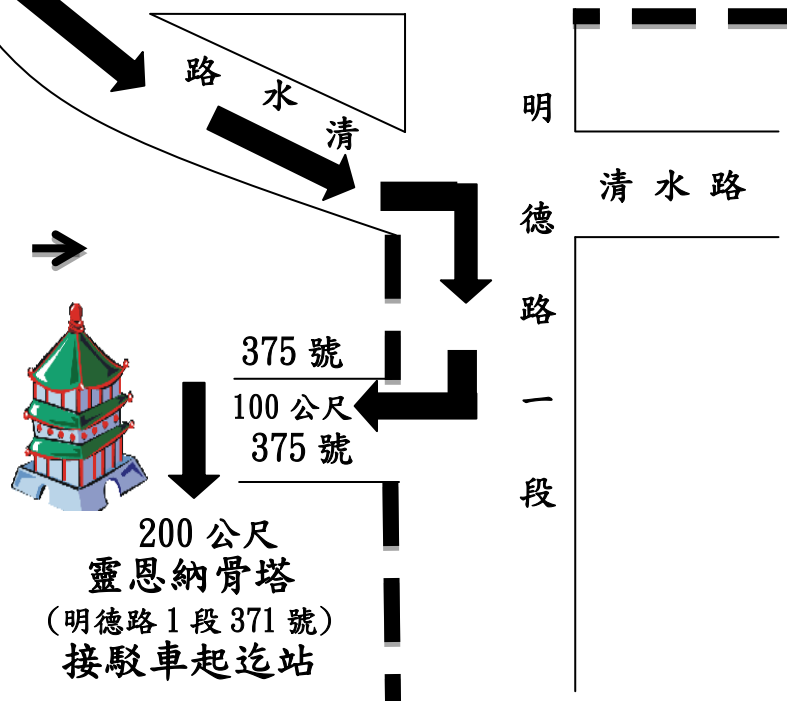 清水路
明德路一段
清水路
375 號
100 公尺
375 號
200 公尺
靈恩納骨塔
（明德路 1 段 371 號）
接駁車起迄站